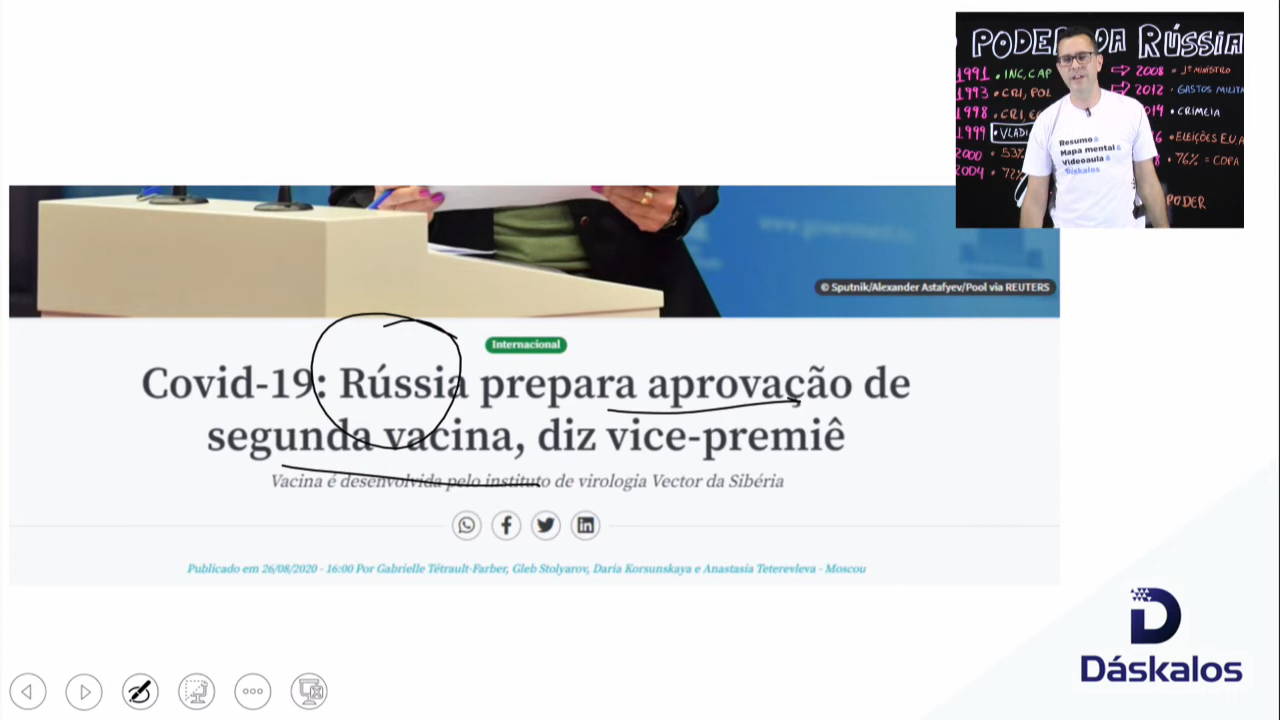 O PODER DA RÚSSIA
1991 • INC, CAP
1993 • CRI, POL
1998 • CRI,
1999 • VLADI
2000 • 53%
2004 • 72%
⇨ 2008 • 1º MINISTRO
⇨ 2012 • GASTOS MILITA
2014 • CRIMEIA
• ELEIÇÕES E.U.A
• 76% = COPA
PODER
Resumo &
Mapa mental &
Videoaula &
Dáskalos
© Sputnik/Alexander Astafyev/Pool via REUTERS
Internacional
Covid-19: Rússia prepara aprovação de
segunda vacina, diz vice-premiê
Vacina é desenvolvida pelo instituto de virologia Vector da Sibéria
Publicado em 26/08/2020 - 16:00 Por Gabrielle Tétrault-Farber, Gleb Stolyarov, Daria Korsunskaya e Anastasia Teterevleva - Moscou
Dáskalos